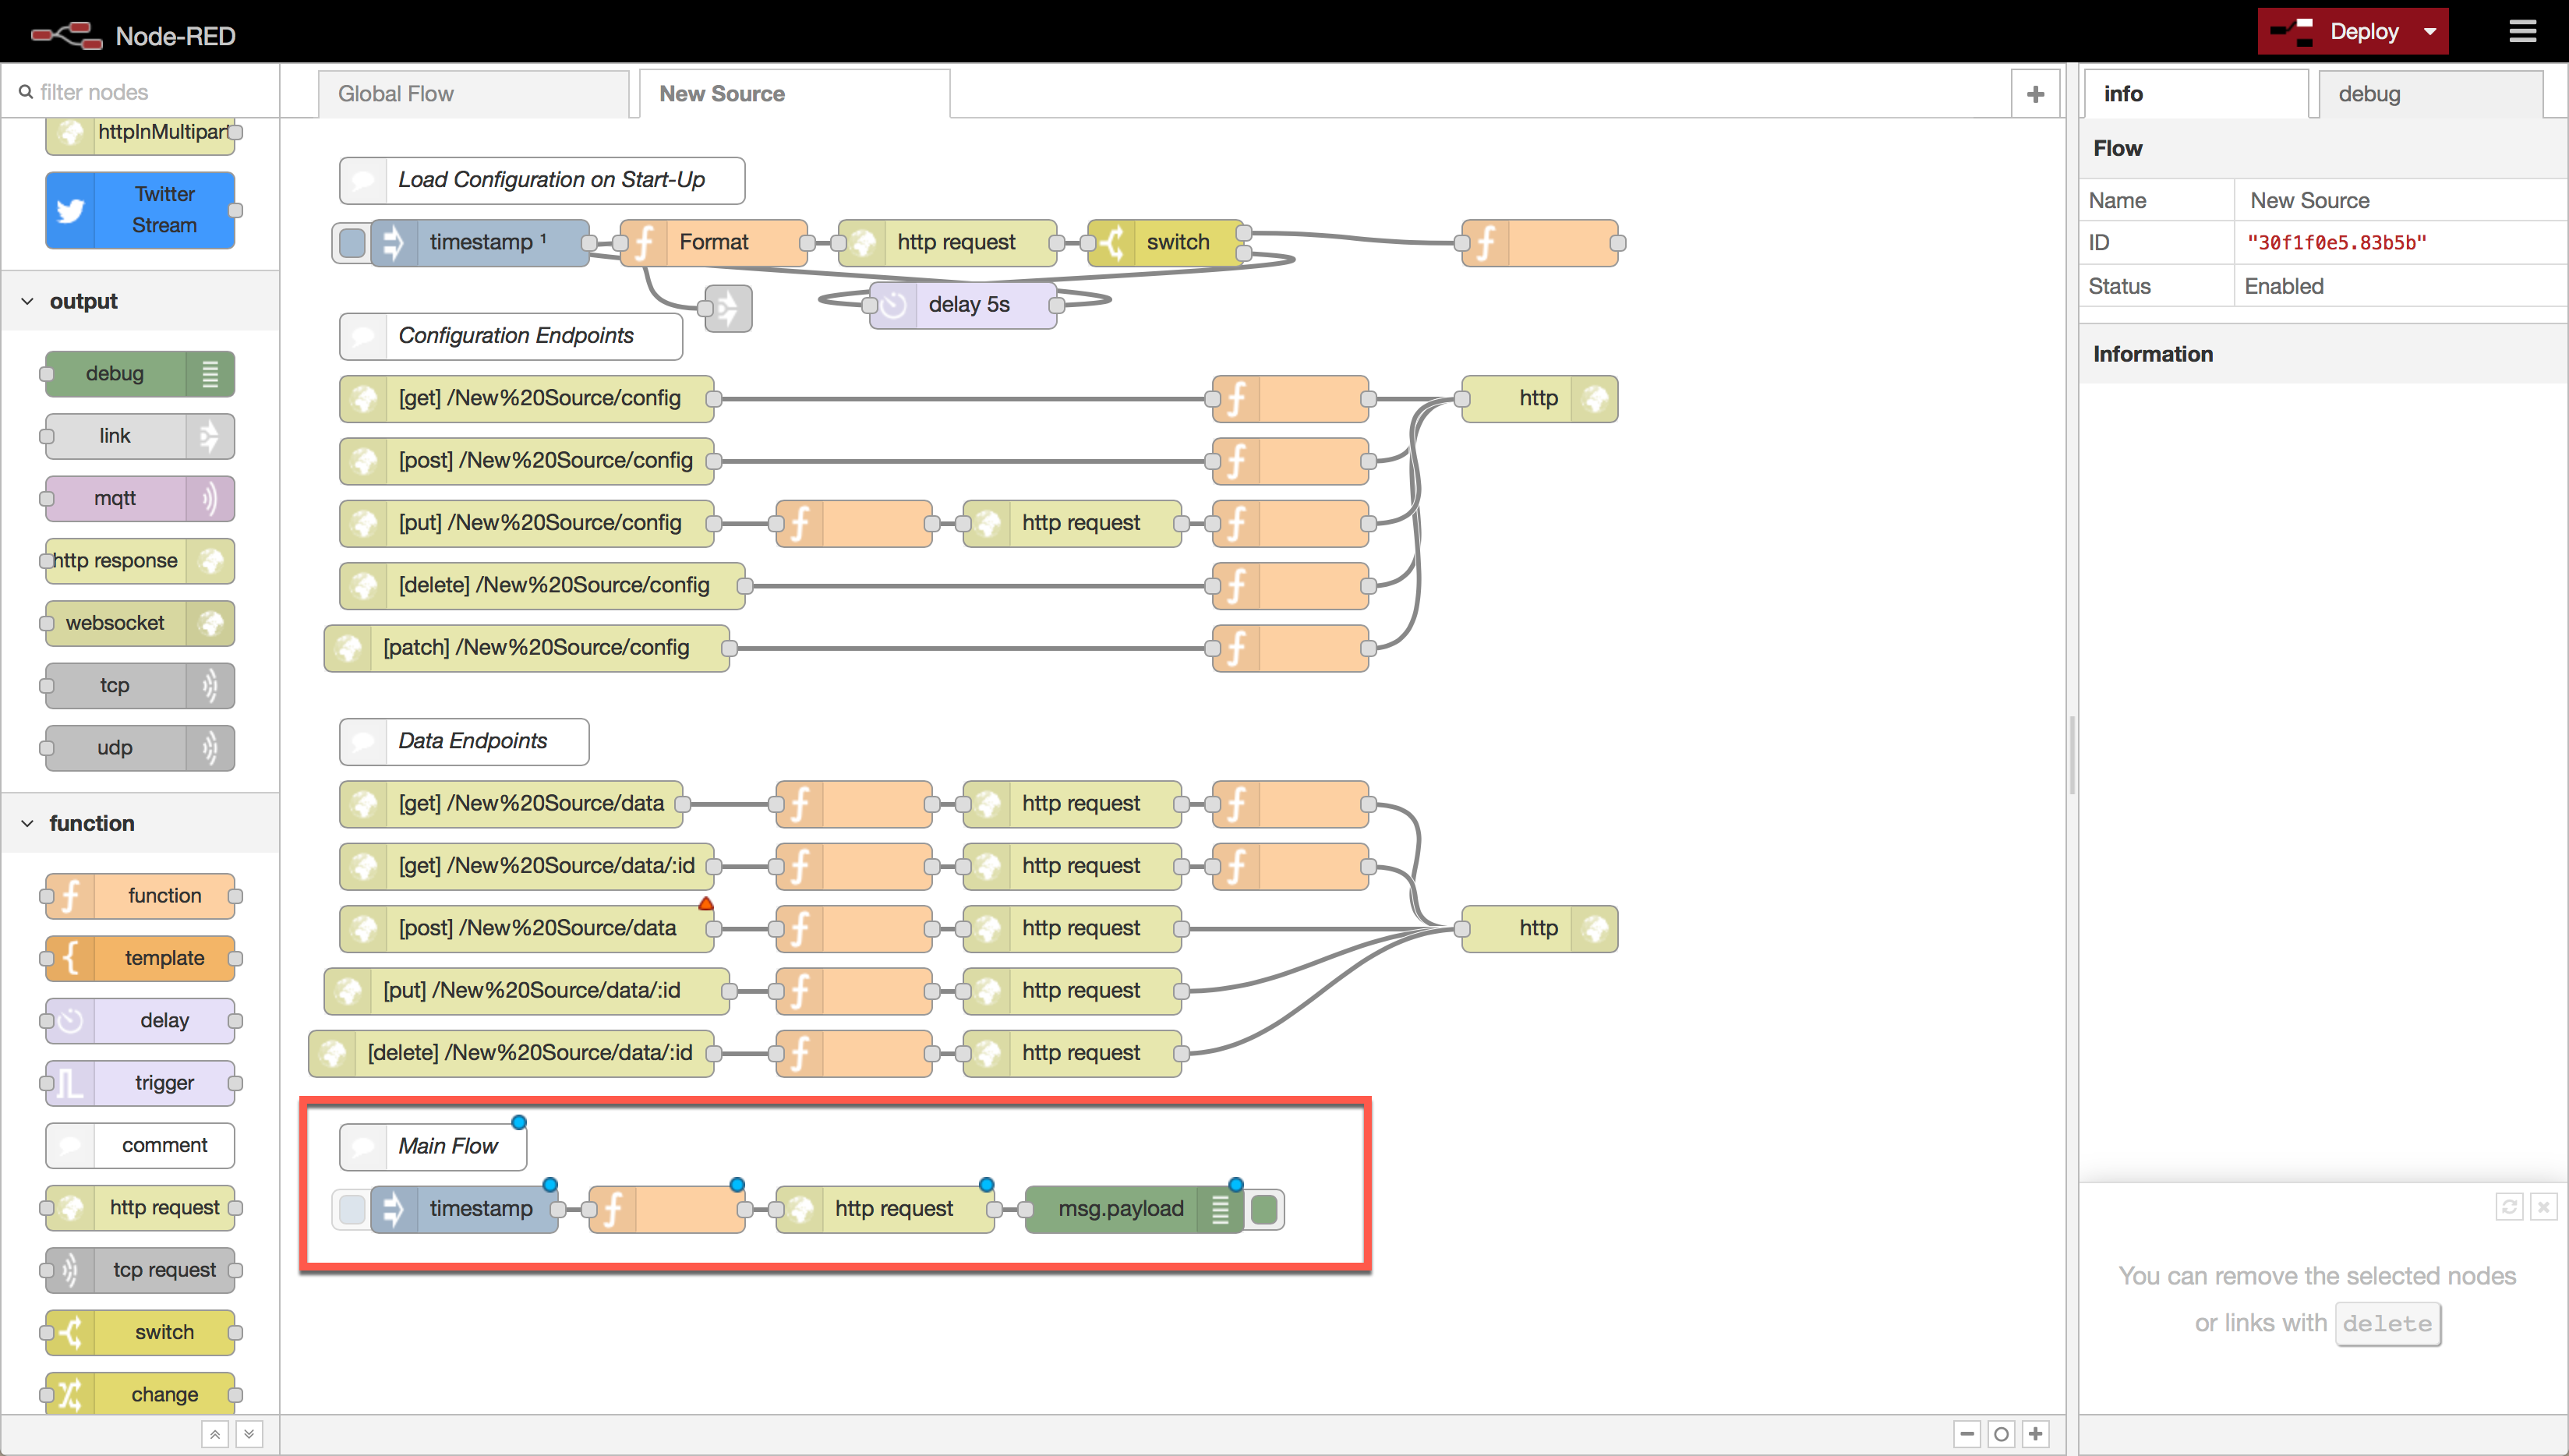 Node-RED
Deploy
filter nodes
Global Flow
New Source
info
debug
httpInMultipart
Twitter
Stream
output
debug
link
mqtt
http response
websocket
tcp
udp
function
function
template
delay
trigger
comment
http request
tcp request
switch
change
Load Configuration on Start-Up
timestamp ¹
Format
http request
switch
delay 5s
Configuration Endpoints
[get] /New%20Source/config
http
[post] /New%20Source/config
[put] /New%20Source/config
http request
[delete] /New%20Source/config
[patch] /New%20Source/config
Data Endpoints
[get] /New%20Source/data
http request
[get] /New%20Source/data/:id
http request
[post] /New%20Source/data
http request
http
[put] /New%20Source/data/:id
http request
[delete] /New%20Source/data/:id
http request
Main Flow
timestamp
http request
msg.payload
Flow
Name
New Source
ID
"30f1f0e5.83b5b"
Status
Enabled
Information
You can remove the selected nodes
or links with delete